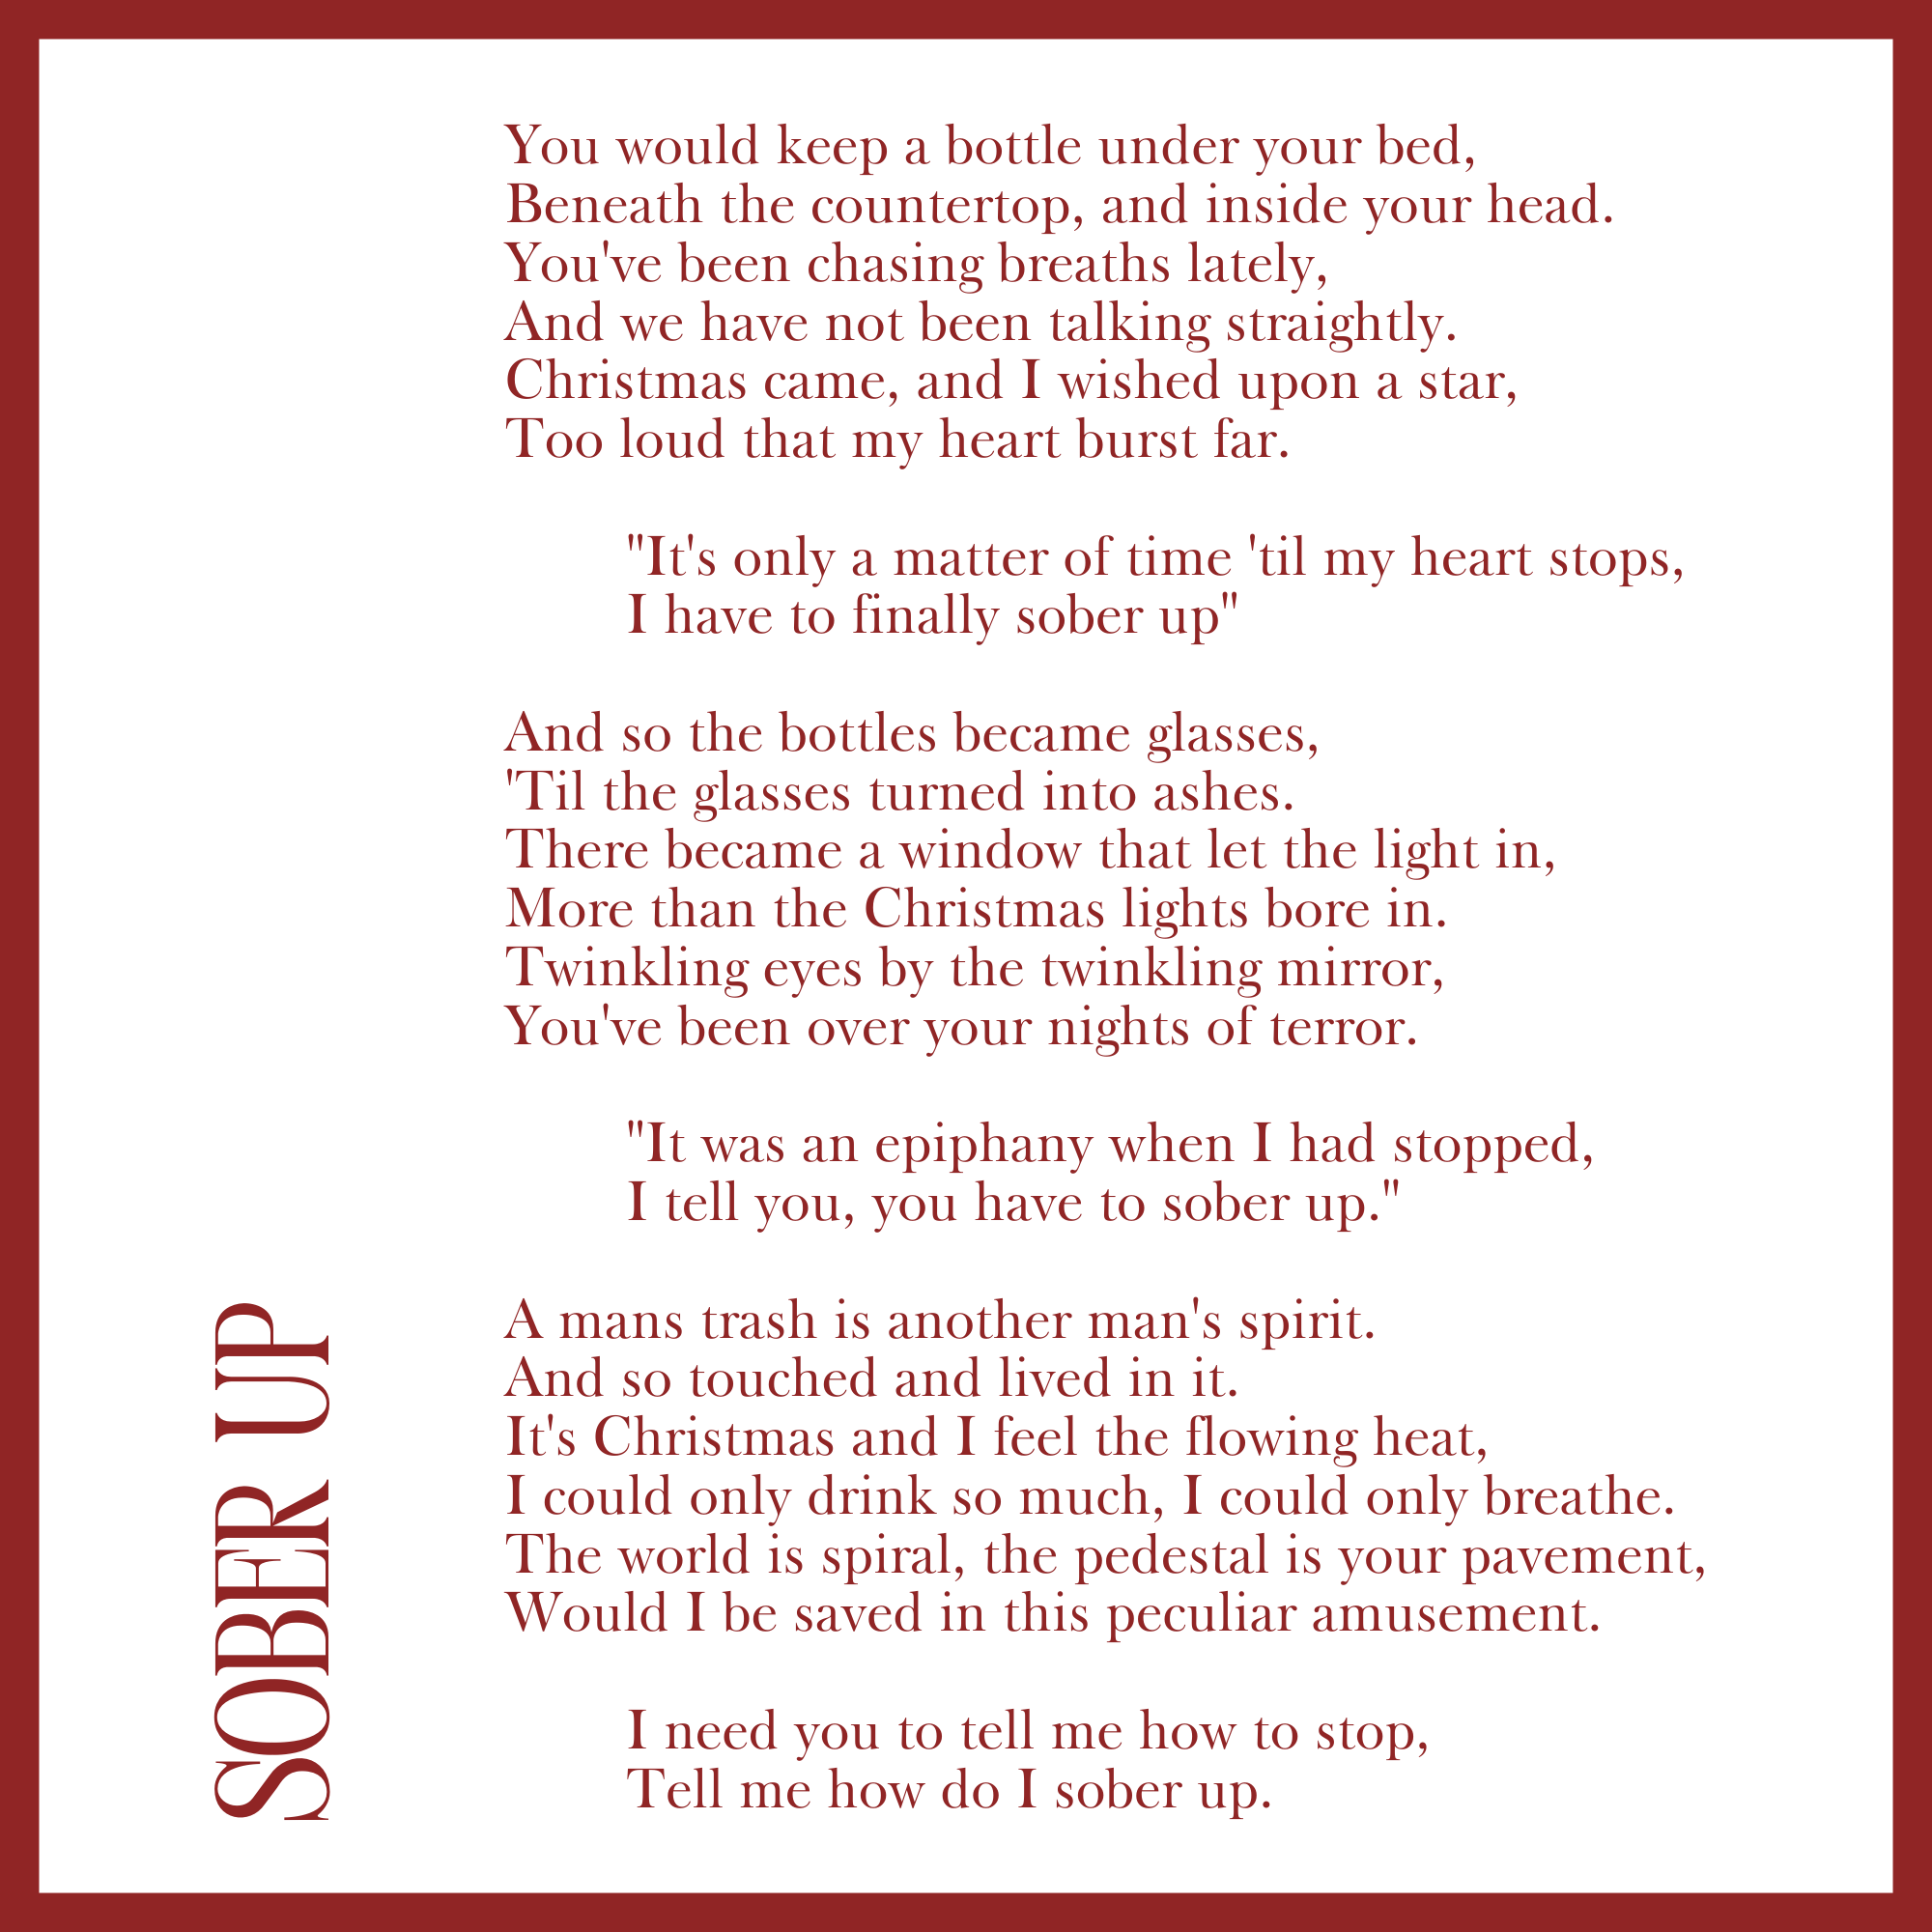 You would keep a bottle under your bed,
Beneath the countertop, and inside your head.
You've been chasing breaths lately,
And we have not been talking straightly.
Christmas came, and I wished upon a star,
Too loud that my heart burst far.
"It's only a matter of time 'til my heart stops,
I have to finally sober up"
And so the bottles became glasses,
'Til the glasses turned into ashes.
There became a window that let the light in,
More than the Christmas lights bore in.
Twinkling eyes by the twinkling mirror,
You've been over your nights of terror.
"It was an epiphany when I had stopped,
I tell you, you have to sober up."
A mans trash is another man's spirit.
And so touched and lived in it.
It's Christmas and I feel the flowing heat,
I could only drink so much, I could only breathe.
The world is spiral, the pedestal is your pavement,
Would I be saved in this peculiar amusement.
I need you to tell me how to stop,
Tell me how do I sober up.
SOBER UP